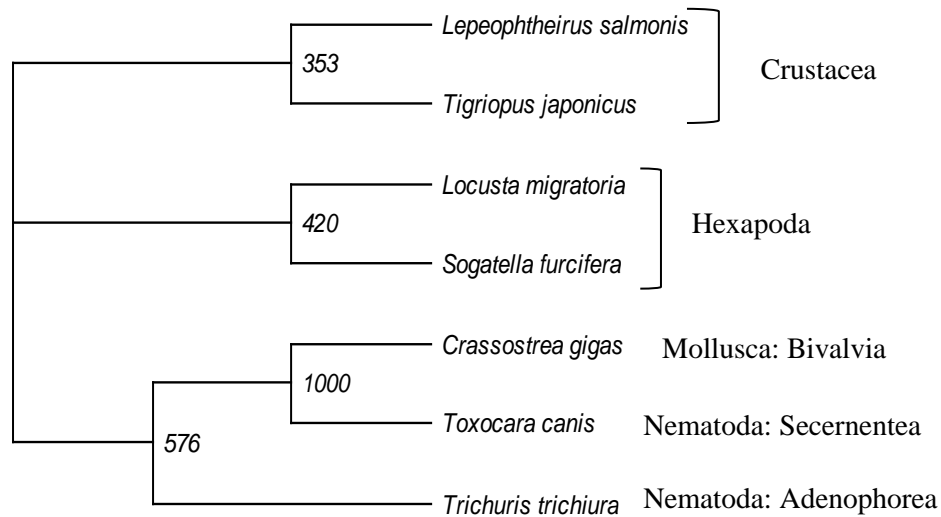 Lepeophtheirus salmonis
353
Crustacea
Tigriopus japonicus
Locusta migratoria
420
Hexapoda
Sogatella furcifera
Crassostrea gigas Mollusca: Bivalvia
1000
Toxocara canis Nematoda: Secernentea
576
Trichuris trichiura Nematoda: Adenophorea